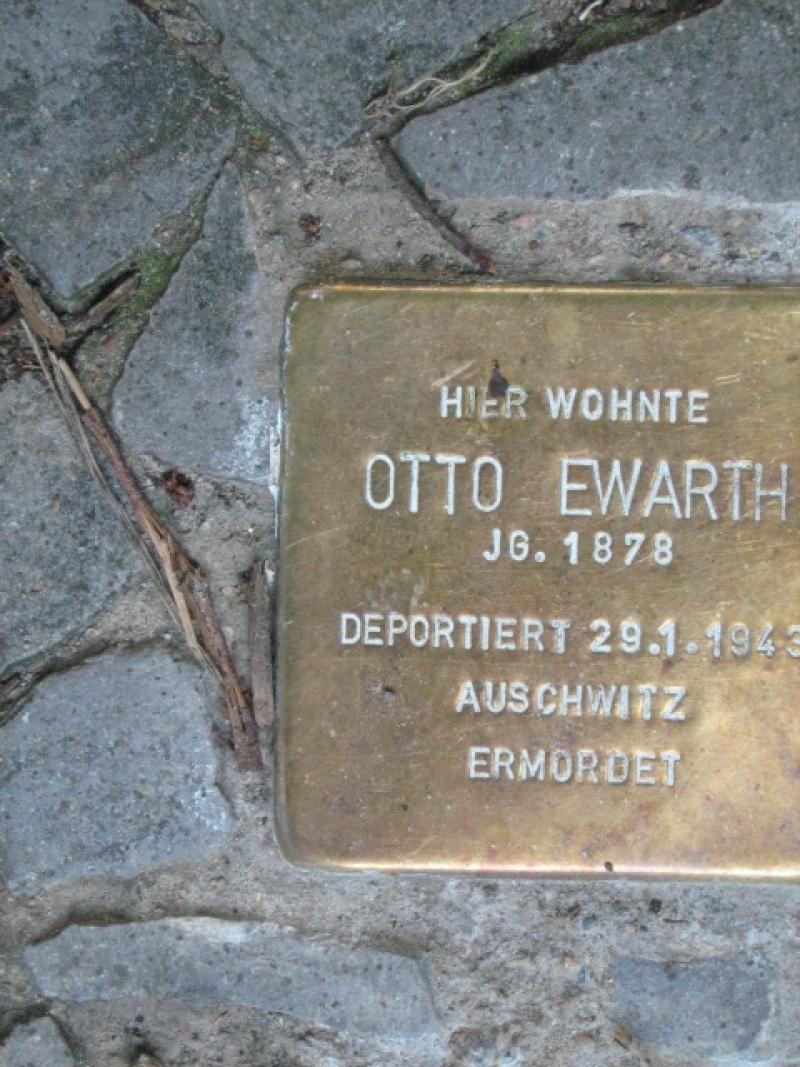 HIER WOHNTE
OTTO EWARTH
JG. 1878
DEPORTIERT 29.1.1943
AUSCHWITZ
ERMORDET